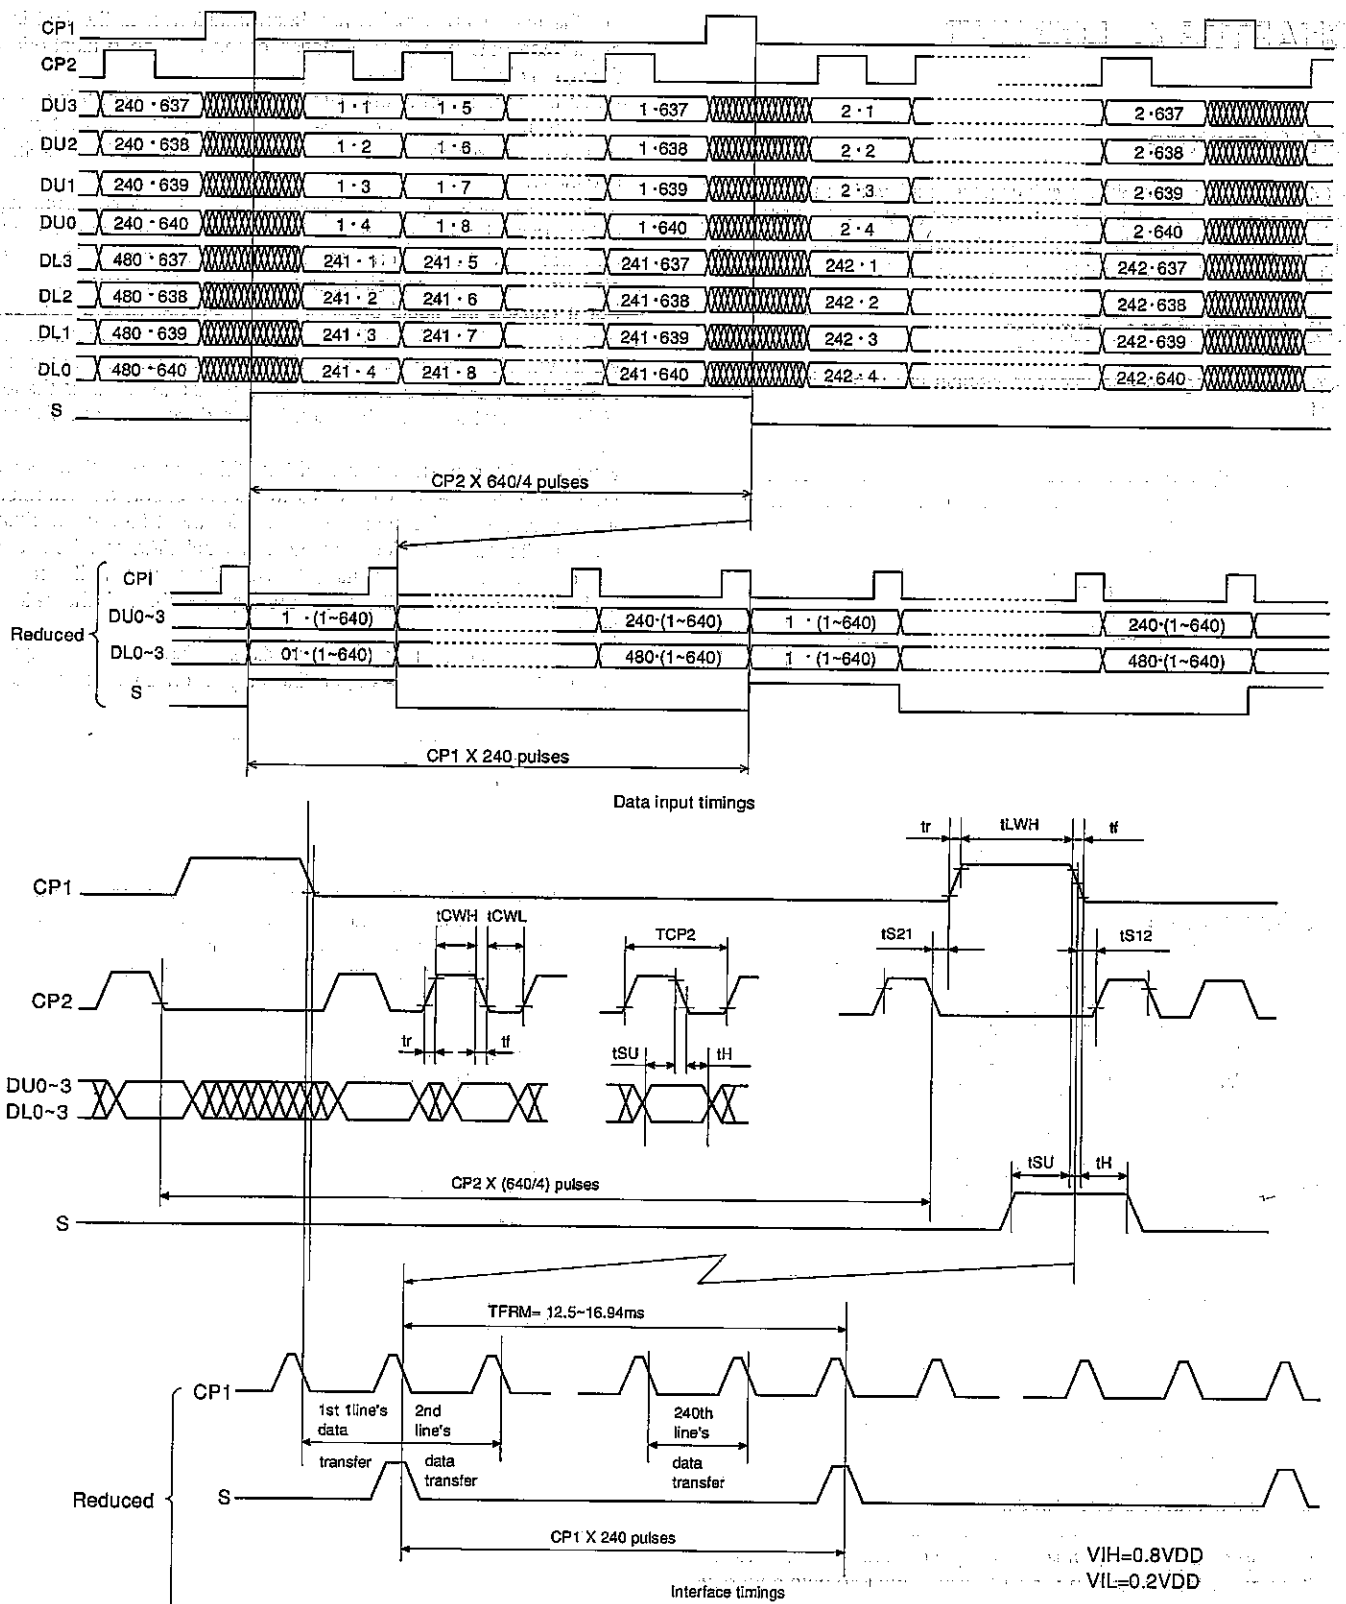 CP1
CP2
DU3 240・637 1・1 1・5 1・637 2・1 2・637
DU2 240・638 1・2 1・6 1・638 2・2 2・638
DU1 240・639 1・3 1・7 1・639 2・3 2・639
DU0 240・640 1・4 1・8 1・640 2・4 2・640
DL3 480・637 241・1 241・5 241・637 242・1 242・637
DL2 480・638 241・2 241・6 241・638 242・2 242・638
DL1 480・639 241・3 241・7 241・639 242・3 242・639
DL0 480・640 241・4 241・8 241・640 242・4 242・640
S
CP2 X 640/4 pulses
Reduced
CPI
DU0~3 1・(1~640) 240・(1~640) 1・(1~640) 240・(1~640)
DL0~3 01・(1~640) 480・(1~640) 1・(1~640) 480・(1~640)
S
CP1 X 240 pulses
Data input timings
tr tLWH tf
CP1
tCWH tCWL TCP2 tS21 tS12
CP2
tr tf tSU tH
DU0~3
DL0~3
tSU tH
CP2 X (640/4) pulses
S
TFRM= 12.5~16.94ms
CP1
1st 1line's 2nd 240th
data line's line's
transfer data data
transfer transfer
Reduced
S
CP1 X 240 pulses
VIH=0.8VDD
VIL=0.2VDD
Interface timings